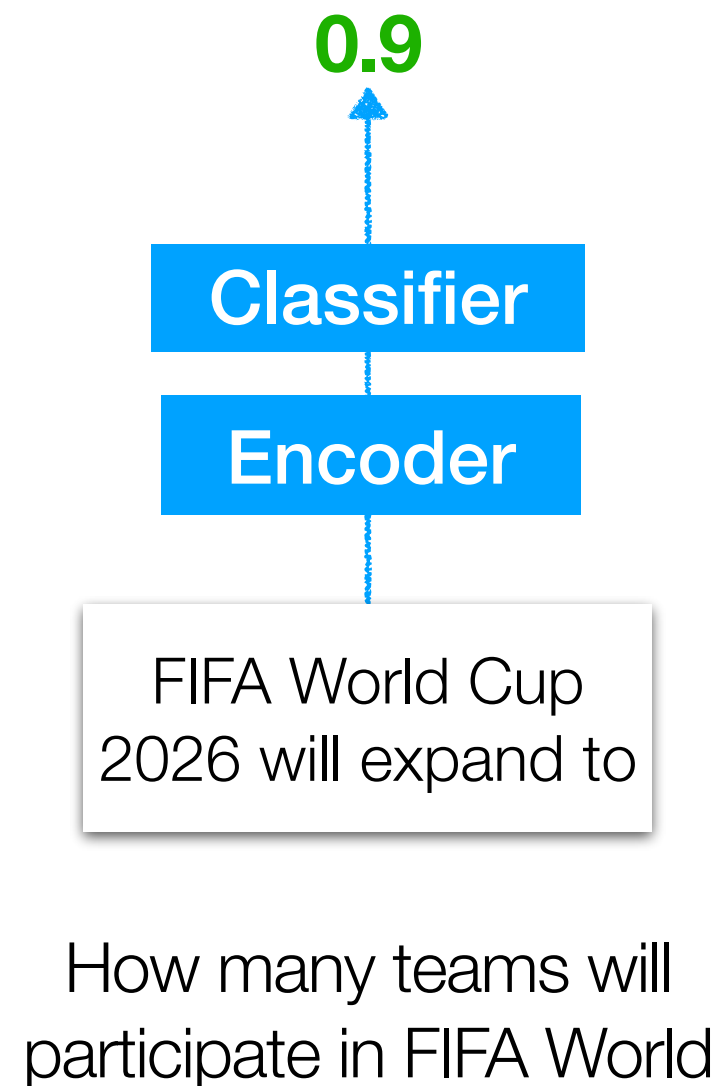 0.9
Classifier
Encoder
FIFA World Cup
2026 will expand to
How many teams will
participate in FIFA World